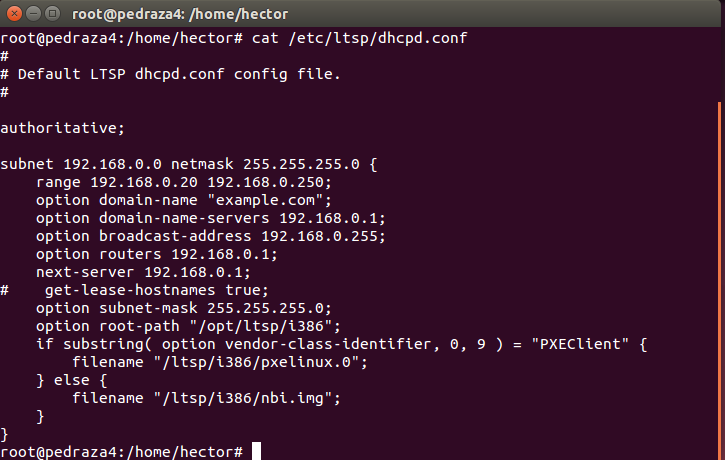 root@pedraza4: /home/hector
root@pedraza4:/home/hector# cat /etc/ltsp/dhcpd.conf
#
# Default LTSP dhcpd.conf config file.
#

authoritative;

subnet 192.168.0.0 netmask 255.255.255.0 {
    range 192.168.0.20 192.168.0.250;
    option domain-name "example.com";
    option domain-name-servers 192.168.0.1;
    option broadcast-address 192.168.0.255;
    option routers 192.168.0.1;
    next-server 192.168.0.1;
#    get-lease-hostnames true;
    option subnet-mask 255.255.255.0;
    option root-path "/opt/ltsp/i386";
    if substring( option vendor-class-identifier, 0, 9 ) = "PXEClient" {
        filename "/ltsp/i386/pxelinux.0";
    } else {
        filename "/ltsp/i386/nbi.img";
    }
}
root@pedraza4:/home/hector#